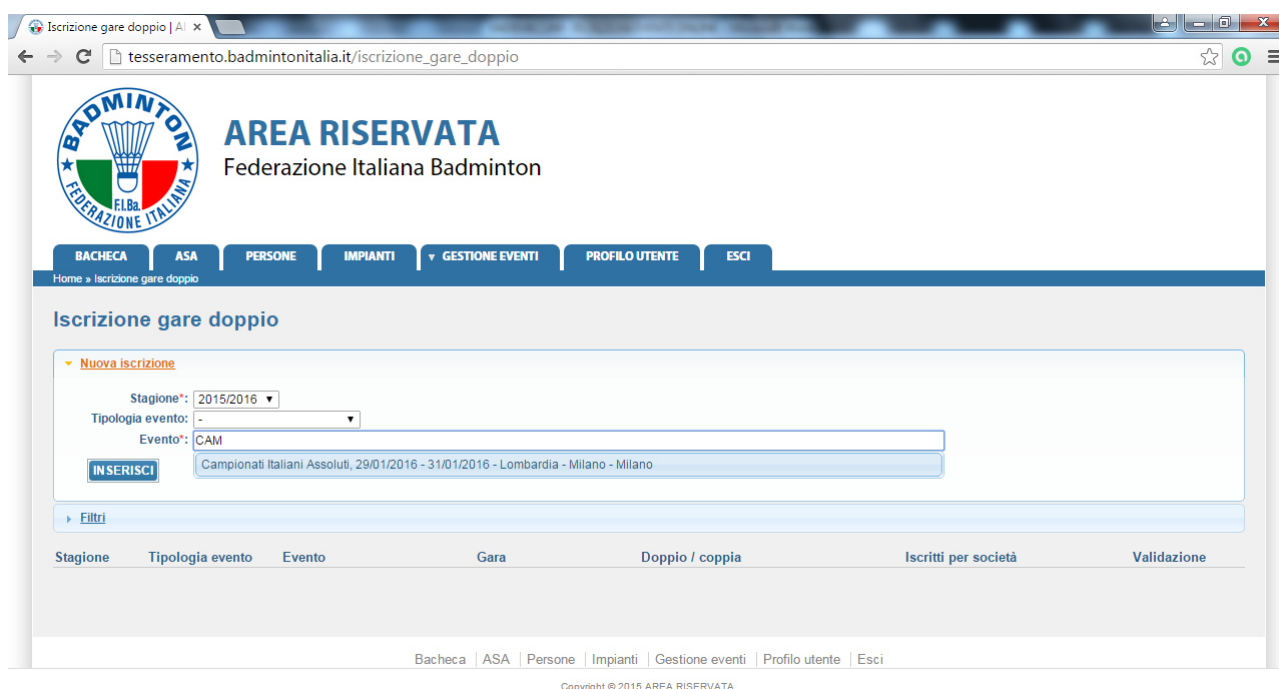 Iscrizione gare doppio | Al
tesseramento.badmintonitalia.it/iscrizione_gare_doppio
BADMINTON
F.I.Ba.
FEDERAZIONE ITALIANA
AREA RISERVATA
Federazione Italiana Badminton
BACHECA ASA PERSONE IMPIANTI GESTIONE EVENTI PROFILO UTENTE ESCI
Home » Iscrizione gare doppio
Iscrizione gare doppio
Nuova iscrizione
Stagione*: 2015/2016
Tipologia evento: -
Evento*: CAM
Campionati Italiani Assoluti, 29/01/2016 - 31/01/2016 - Lombardia - Milano - Milano
INSERISCI
Filtri
Stagione Tipologia evento Evento Gara Doppio / coppia Iscritti per società Validazione
Bacheca | ASA | Persone | Impianti | Gestione eventi | Profilo utente | Esci
Copyright © 2015 AREA RISERVATA